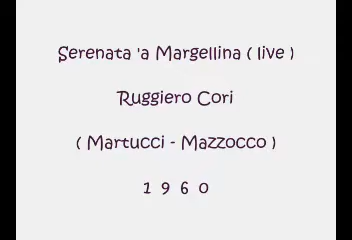 Serenata 'a Margellina ( live )
Ruggiero Cori
( Martucci - Mazzocco )
1 9 6 0